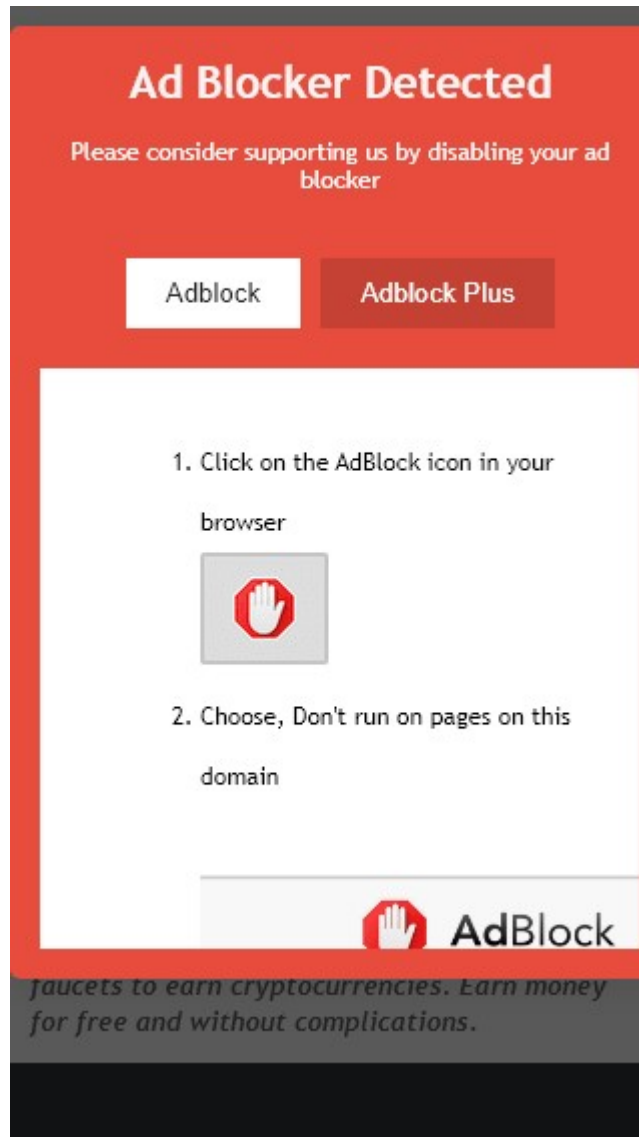 Ad Blocker Detected
Please consider supporting us by disabling your ad
blocker
Adblock
Adblock Plus
1. Click on the AdBlock icon in your
browser
2. Choose, Don't run on pages on this
domain
AdBlock
faucets to earn cryptocurrencies. Earn money
for free and without complications.